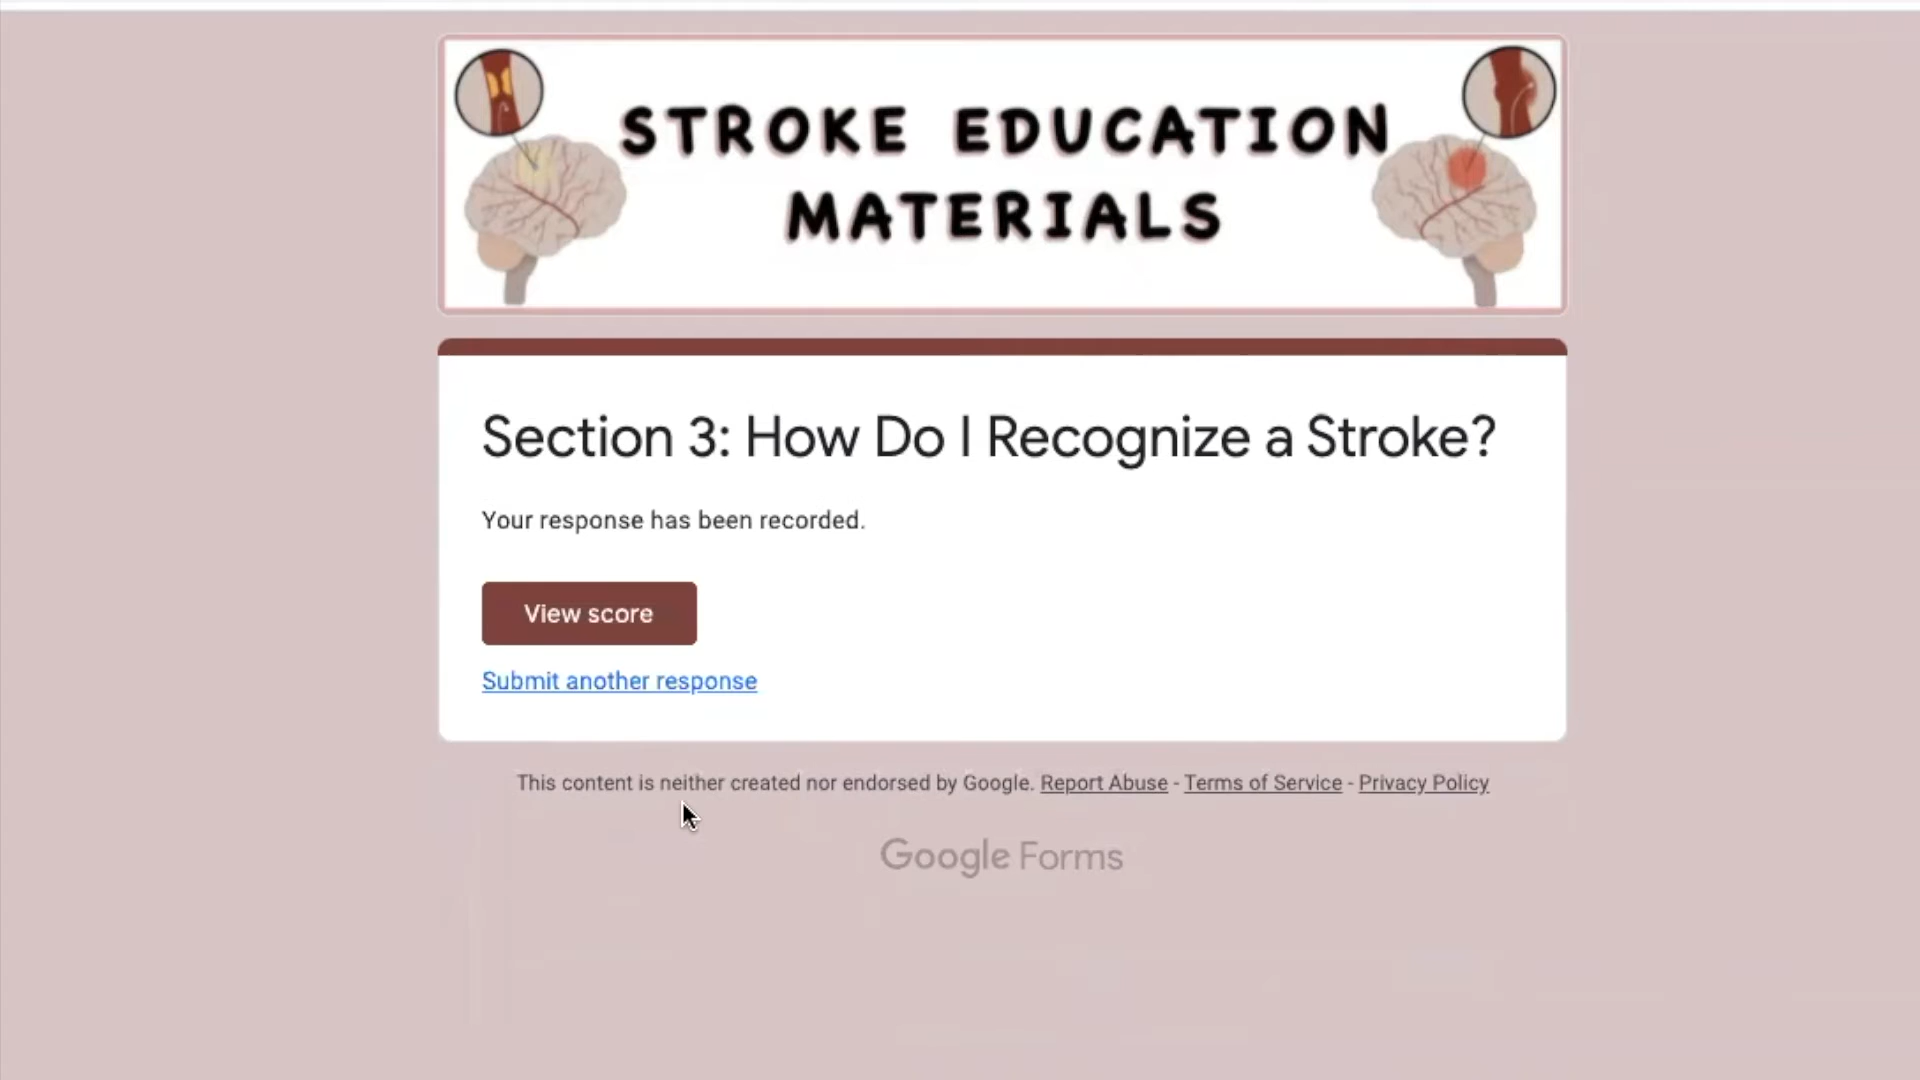 STROKE EDUCATION
MATERIALS
Section 3: How Do I Recognize a Stroke?
Your response has been recorded.
View score
Submit another response
This content is neither created nor endorsed by Google. Report Abuse - Terms of Service - Privacy Policy
Google Forms